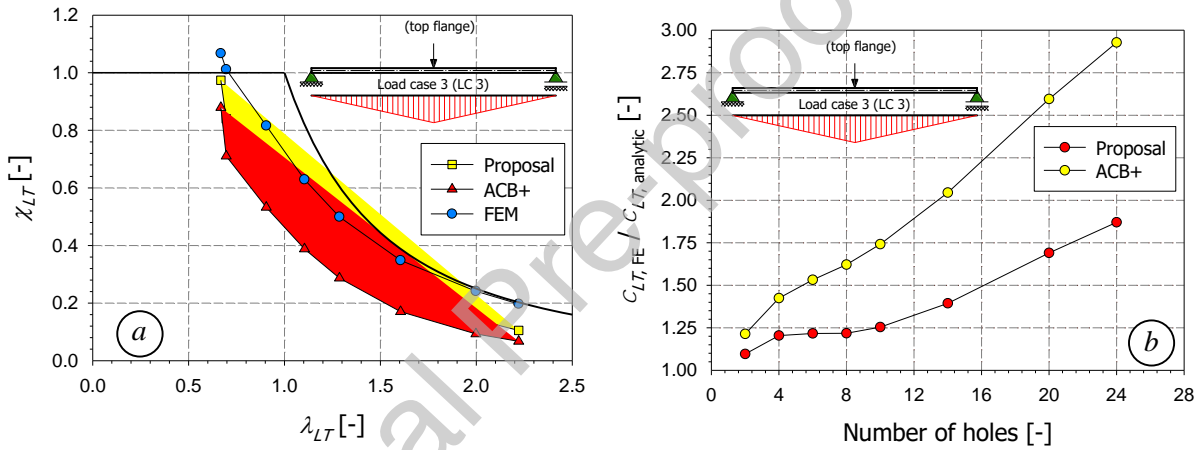 (top flange)
Load case 3 (LC 3)
Proposal
ACB+
FEM
χLT [-]
1.0
0.8
0.6
0.4
0.2
0.0
0.0 0.5 1.0 1.5 2.0 2.5
λLT [-]
a
(top flange)
Load case 3 (LC 3)
Proposal
ACB+
CLT, FE / CLT, analytic [-]
3.00
2.75
2.50
2.25
2.00
1.75
1.50
1.25
1.00
0 4 8 12 16 20 24 28
Number of holes [-]
b
al Pre-proo